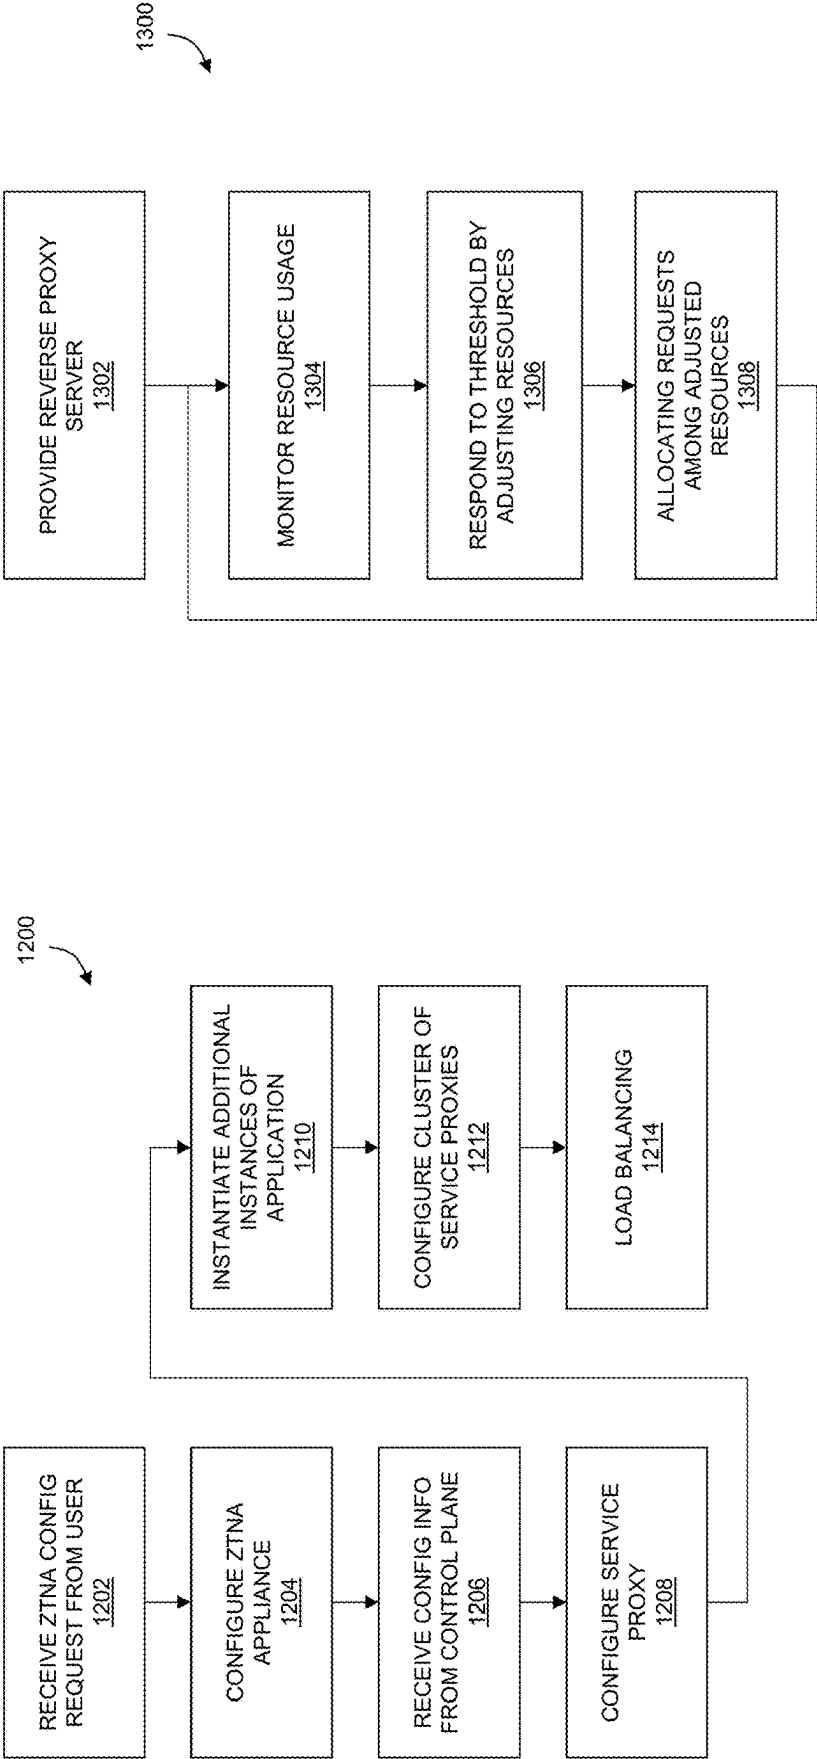 1200
RECEIVE ZTNA CONFIG
REQUEST FROM USER
1202
CONFIGURE ZTNA
APPLIANCE
1204
RECEIVE CONFIG INFO
FROM CONTROL PLANE
1206
CONFIGURE SERVICE
PROXY
1208
INSTANTIATE ADDITIONAL
INSTANCES OF
APPLICATION
1210
CONFIGURE CLUSTER OF
SERVICE PROXIES
1212
LOAD BALANCING
1214
1300
PROVIDE REVERSE PROXY
SERVER
1302
MONITOR RESOURCE USAGE
1304
RESPOND TO THRESHOLD BY
ADJUSTING RESOURCES
1306
ALLOCATING REQUESTS
AMONG ADJUSTED
RESOURCES
1308